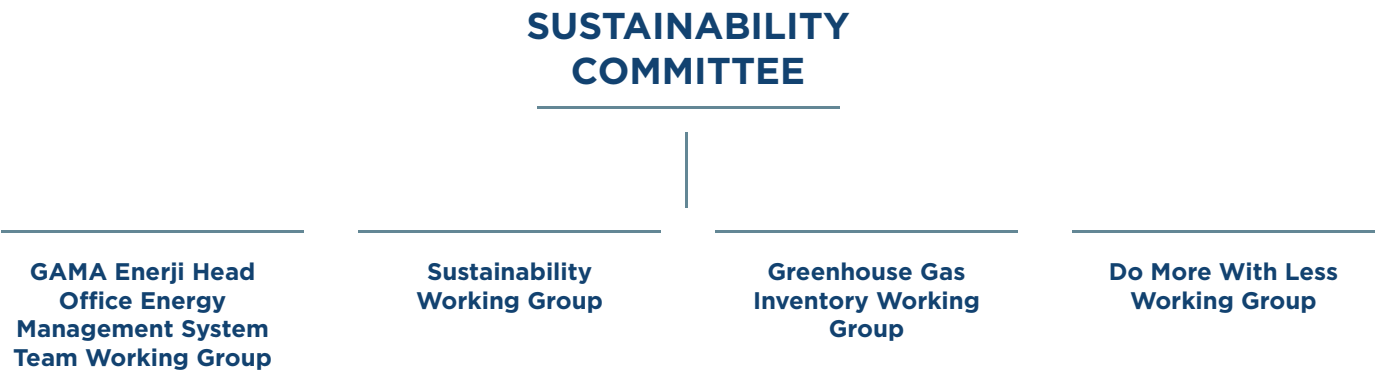 SUSTAINABILITY
COMMITTEE
GAMA Enerji Head
Office Energy
Management System
Team Working Group
Sustainability
Working Group
Greenhouse Gas
Inventory Working
Group
Do More With Less
Working Group